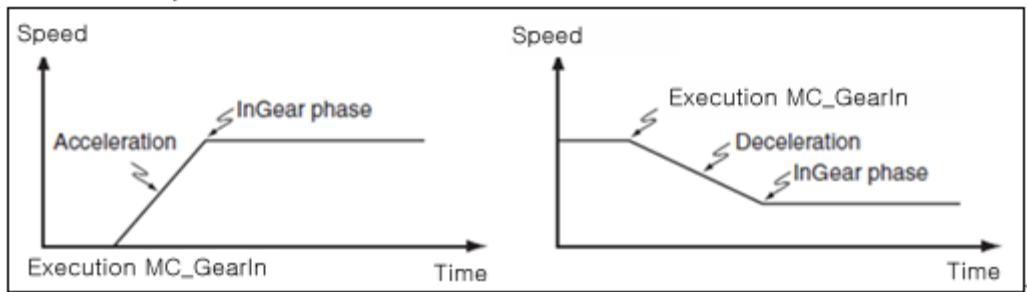 Speed
InGear phase
Acceleration
Execution MC_GearIn
Time
Speed
Execution MC_GearIn
Deceleration
InGear phase
Time